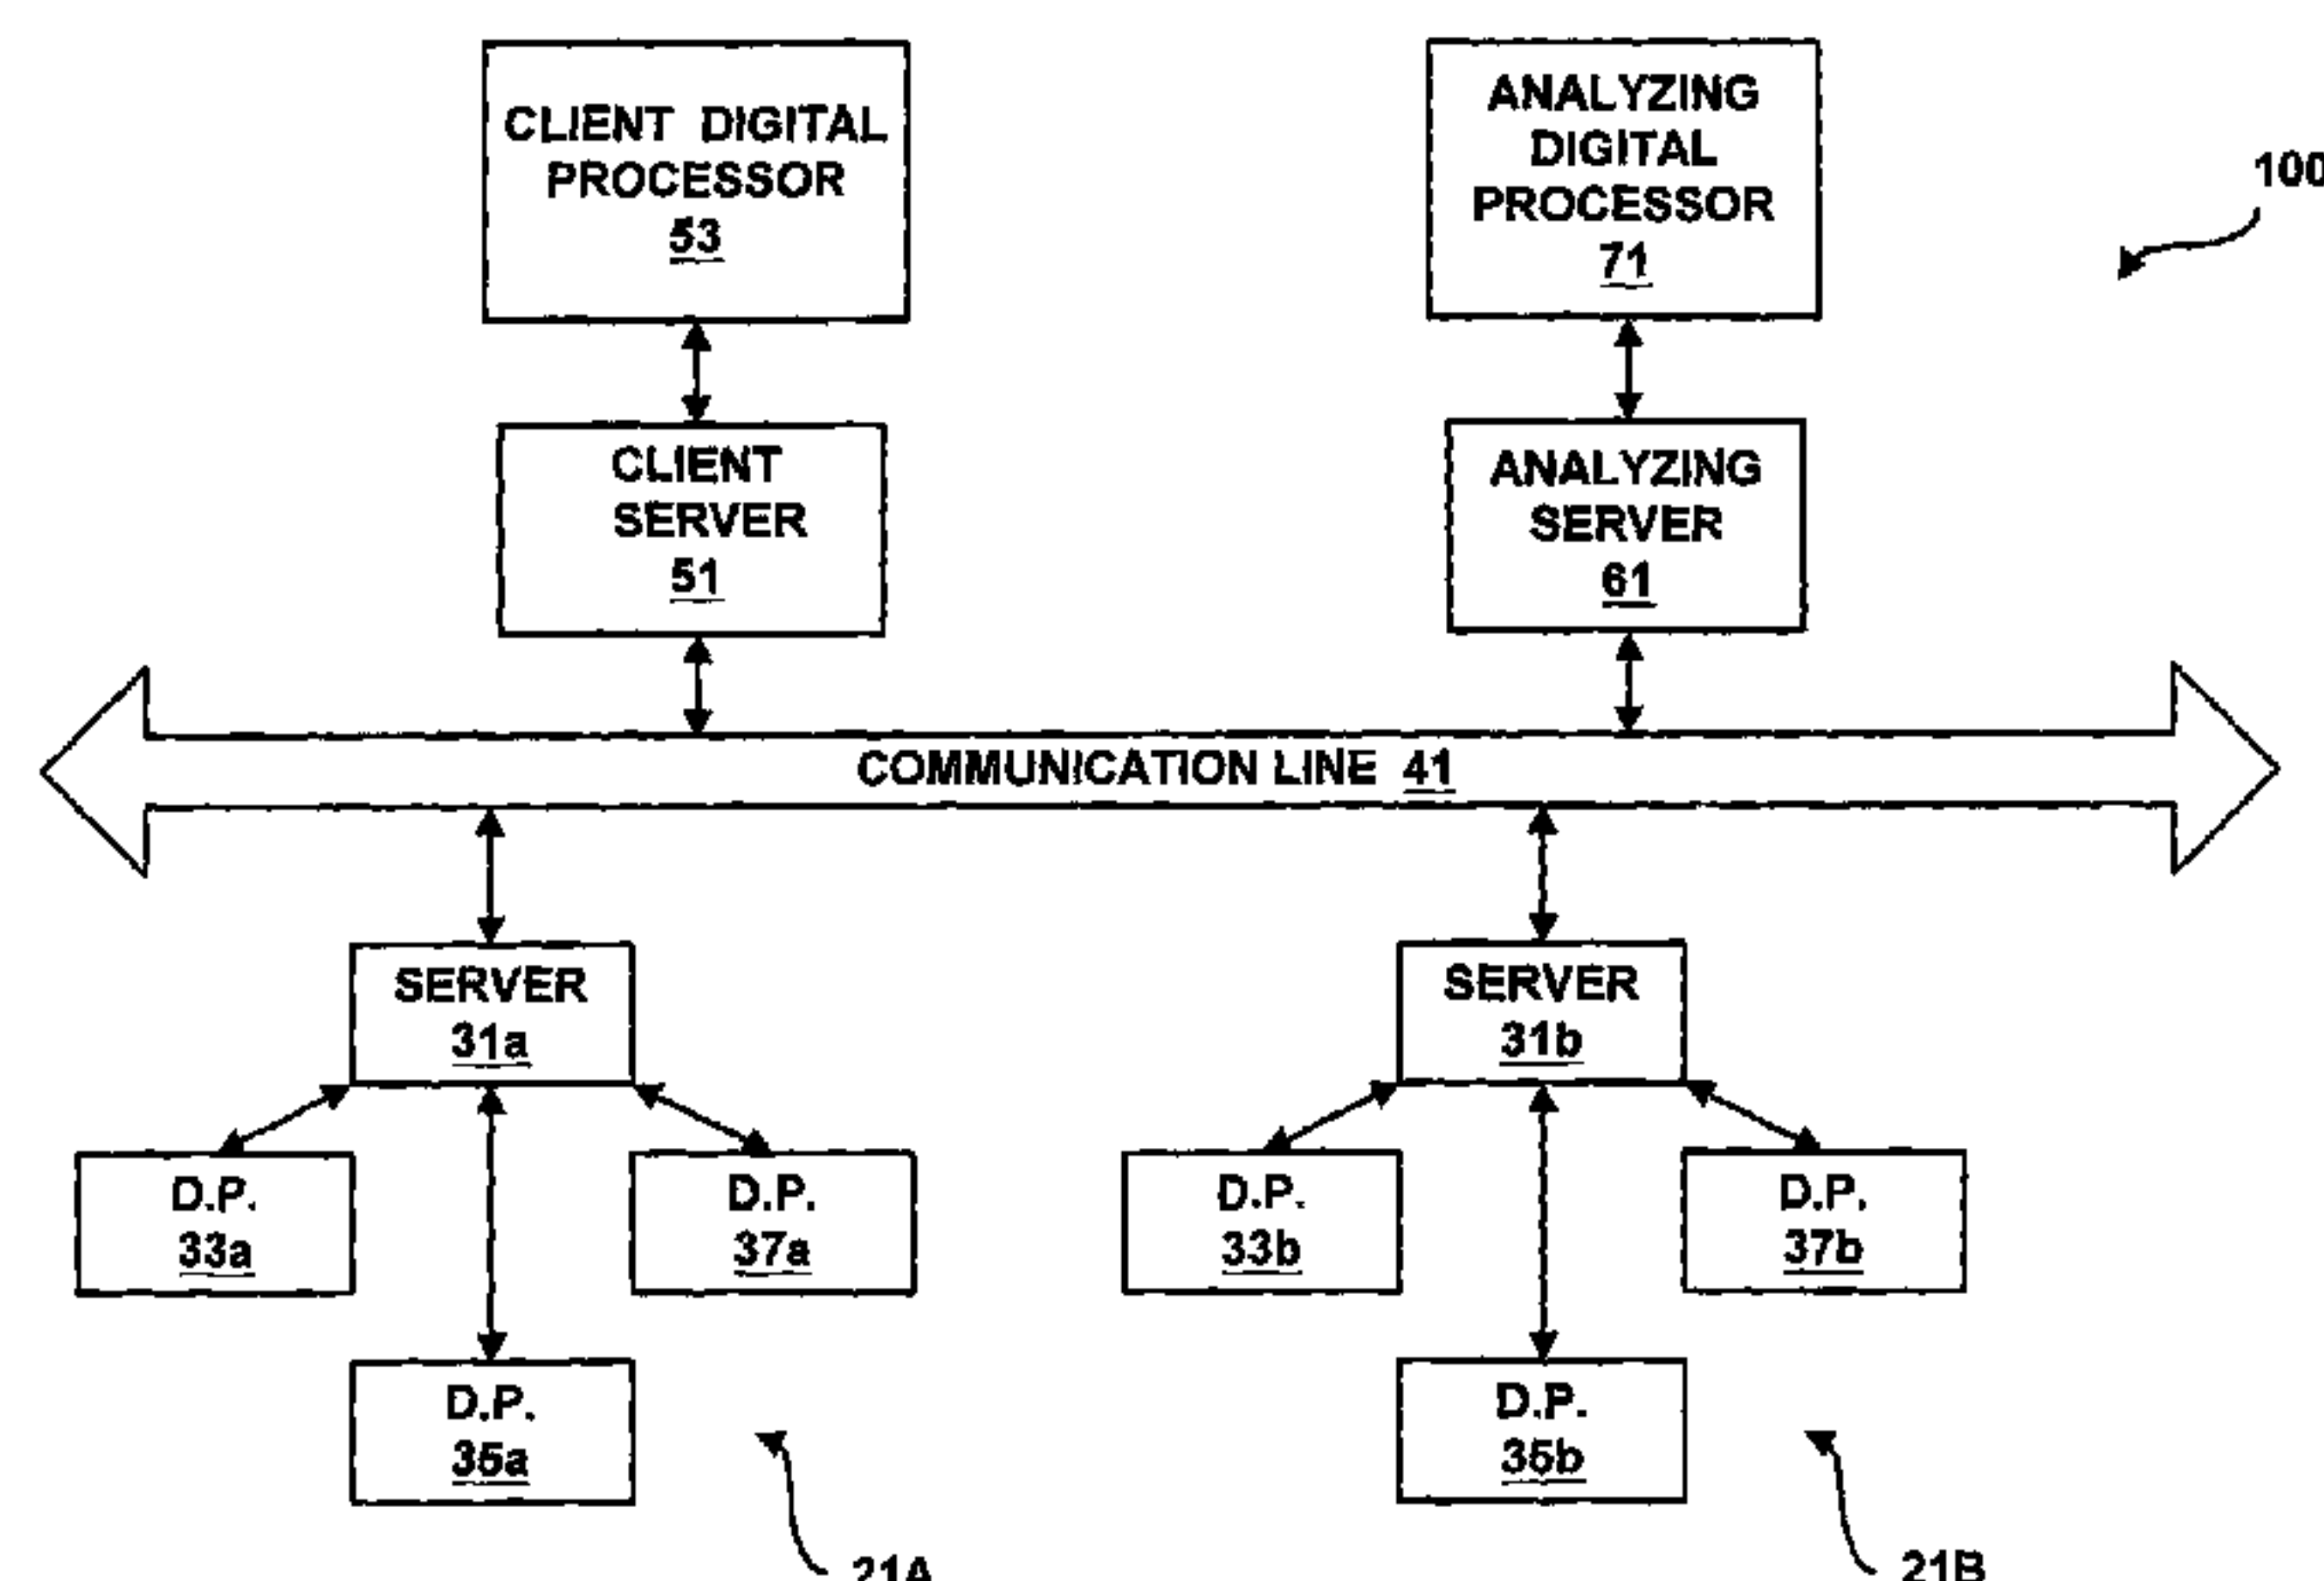 CLIENT DIGITAL
PROCESSOR
53
ANALYZING
DIGITAL
PROCESSOR
71
100
CLIENT
SERVER
51
ANALYZING
SERVER
61
COMMUNICATION LINE 41
SERVER
31a
SERVER
31b
D.P.
33a
D.P.
37a
D.P.
33b
D.P.
37b
D.P.
35a
D.P.
35b
21A
21B